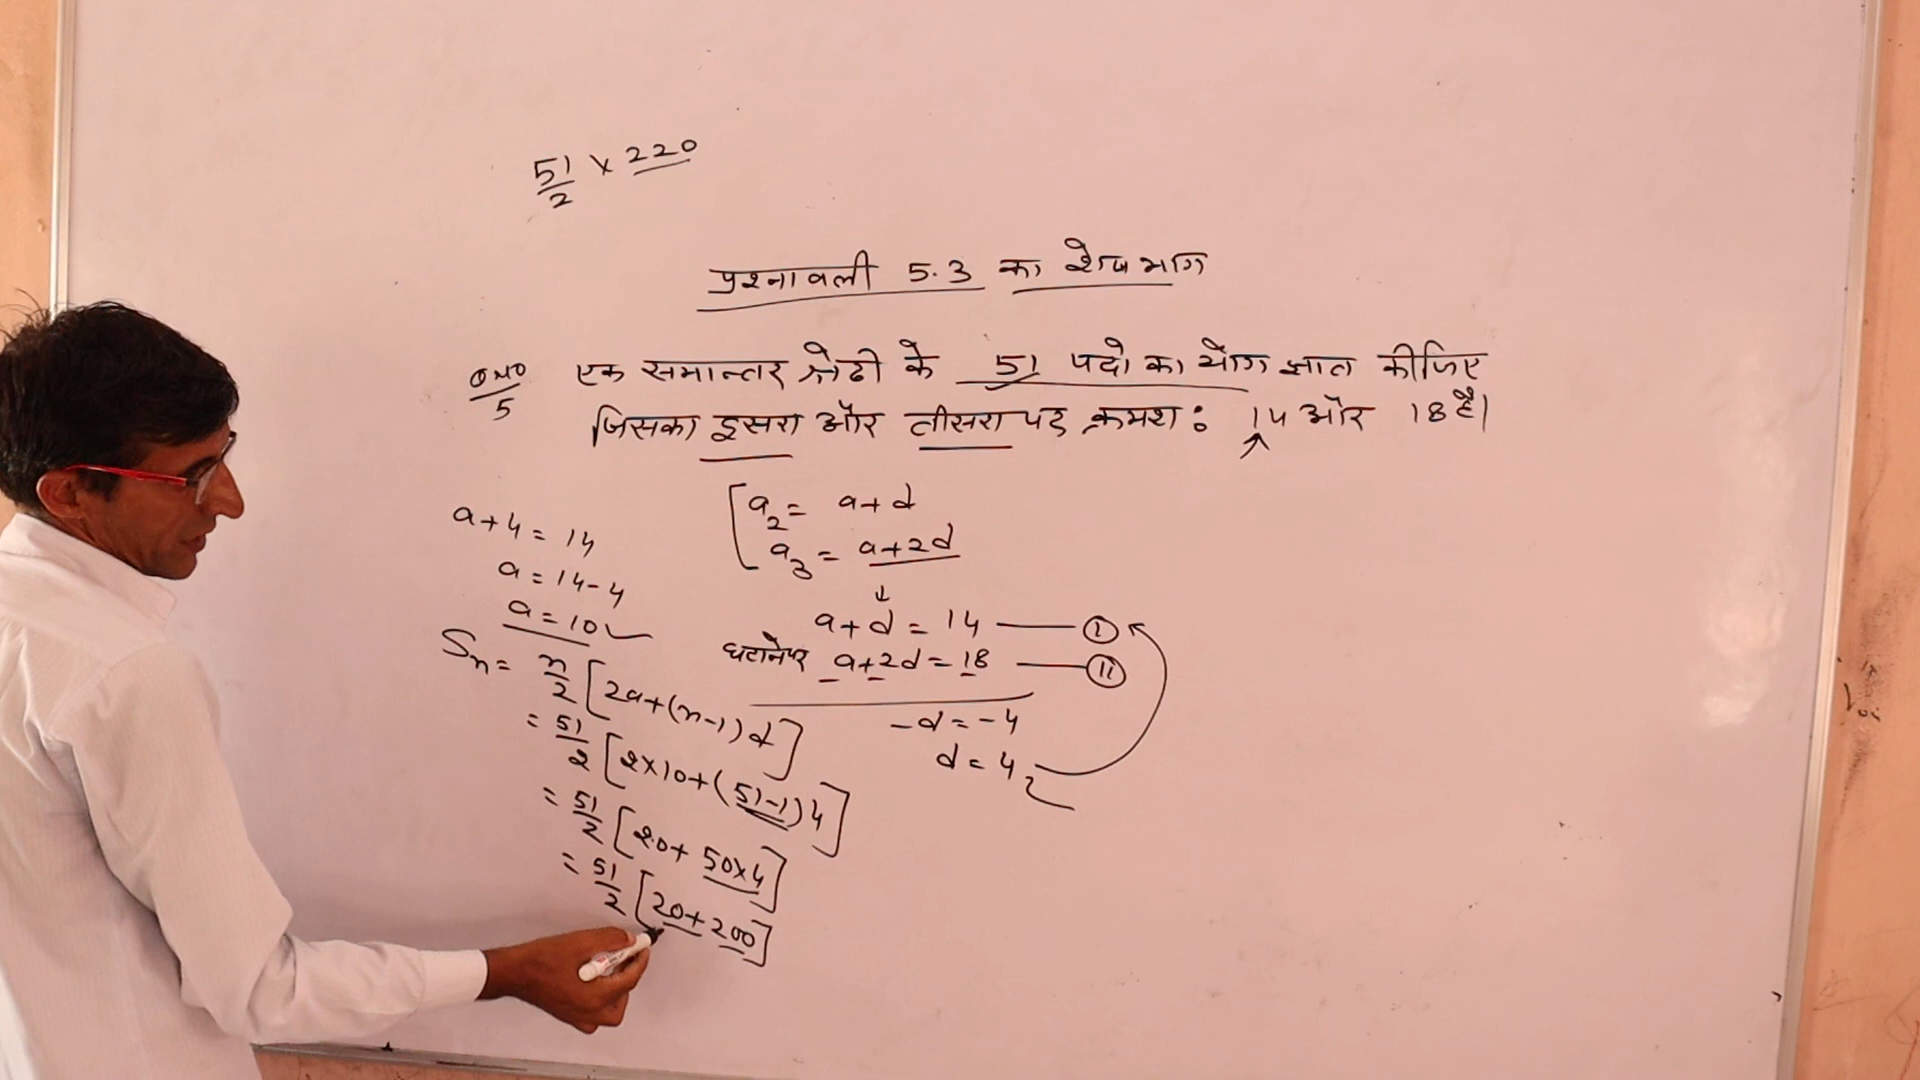 51/2 × 220
प्रश्नावली 5.3 का शेष भाग
Q NO 5 एक समान्तर श्रेढी के 51 पदो का योग ज्ञात कीजिए
जिसका दुसरा और तीसरा पद क्रमश: 14 और 18 है।
a₂ = a+d
a₃ = a+2d
↓
a+d = 14 — I
घटाने पर a+2d = 18 — II
-d = -4
d = 4
a+4 = 14
a = 14-4
a = 10
Sn = n/2 [2a+(n-1)d]
= 51/2 [2×10+(51-1)4]
= 51/2 [20+50×4]
= 51/2 [20+200]